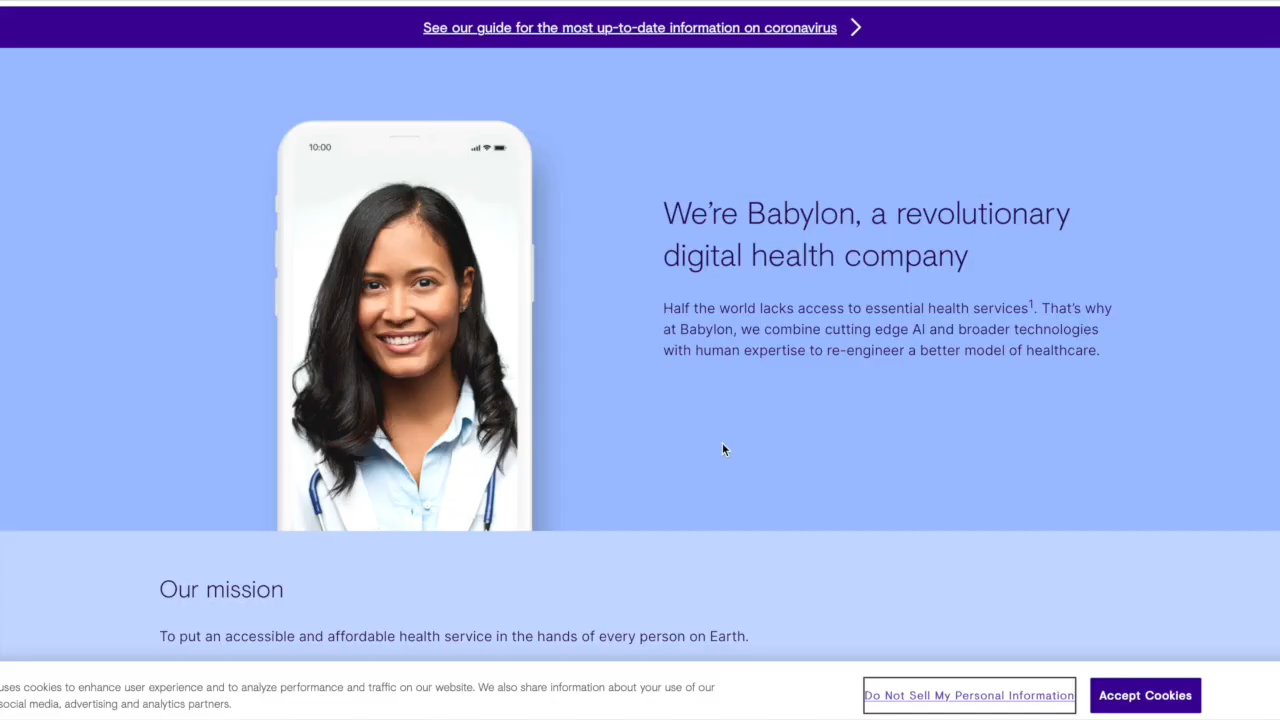 See our guide for the most up-to-date information on coronavirus
10:00
We're Babylon, a revolutionary
digital health company
Half the world lacks access to essential health services¹. That's why
at Babylon, we combine cutting edge AI and broader technologies
with human expertise to re-engineer a better model of healthcare.
Our mission
To put an accessible and affordable health service in the hands of every person on Earth.
uses cookies to enhance user experience and to analyze performance and traffic on our website. We also share information about your use of our
social media, advertising and analytics partners.
Do Not Sell My Personal Information
Accept Cookies